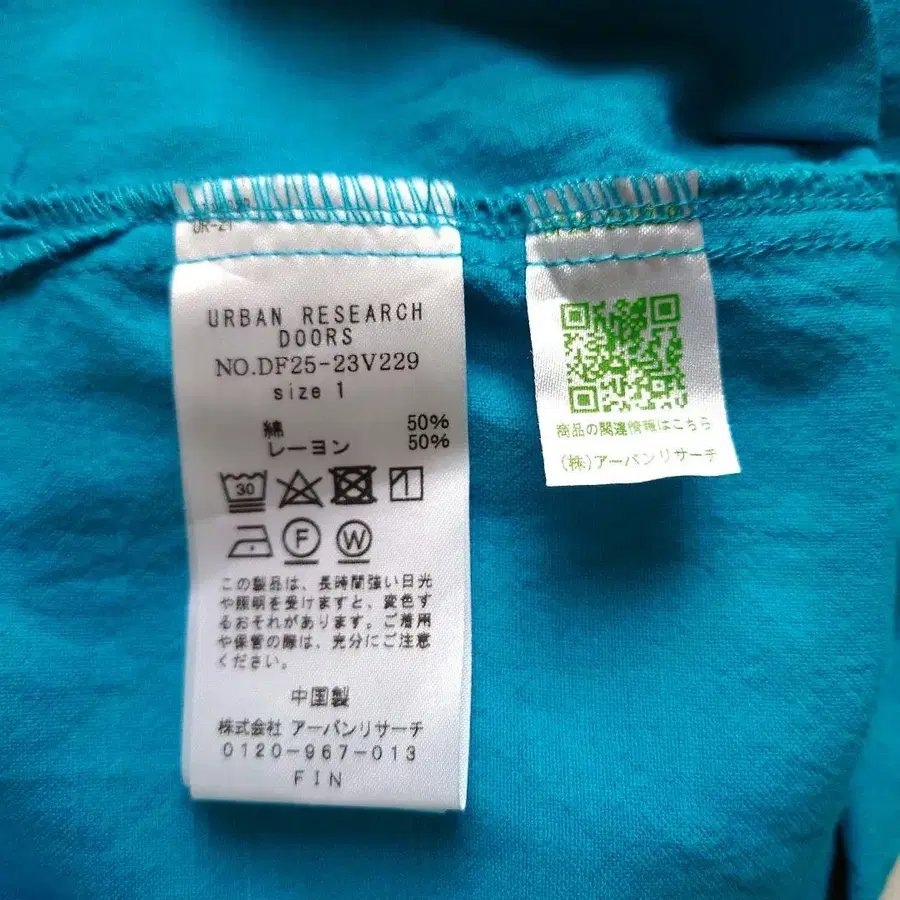 DR-21
URBAN RESEARCH
DOORS
NO.DF25-23V229
size 1
綿 50%
レーヨン 50%
30
F
W
この製品は、長時間強い日光
や照明を受けますと、変色す
るおそれがあります。ご着用
や保管の際は、充分にご注意
ください。
中国製
株式会社 アーバンリサーチ
0120-967-013
FIN
商品の関連情報はこちら
(株)アーバンリサーチ